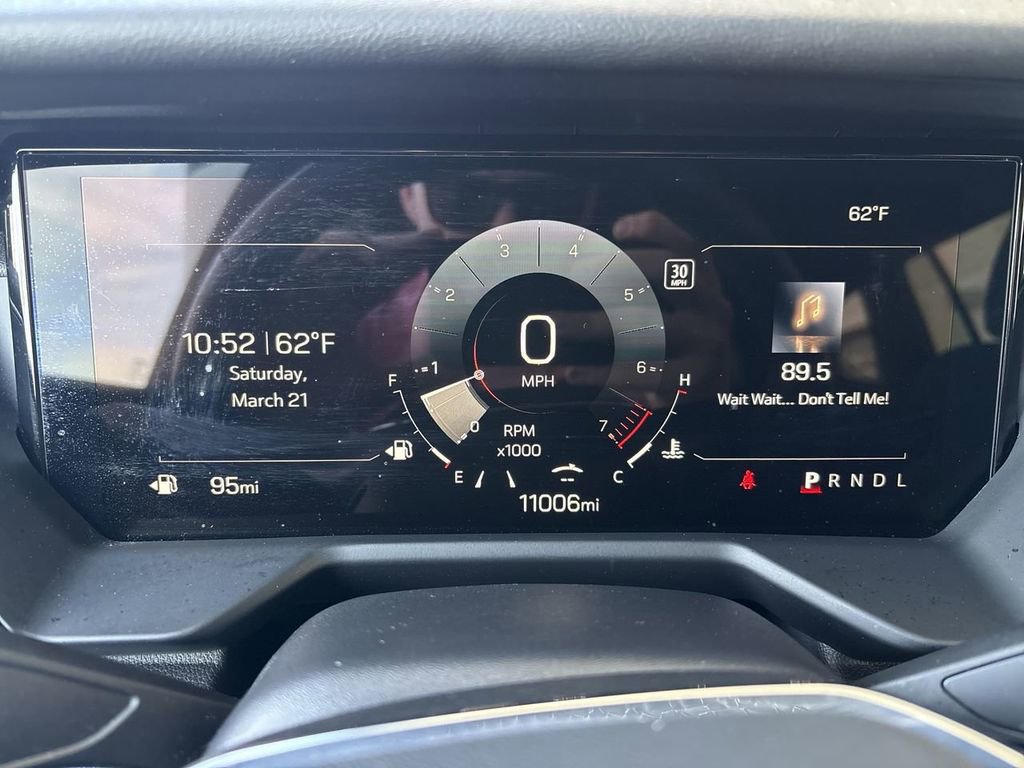 62°F
3
4
30
MPH
2
5
10:52 | 62°F
0
MPH
1
6
Saturday,
March 21
F
H
89.5
Wait Wait... Don't Tell Me!
0
RPM
x1000
7
E
C
95mi
11006mi
P R N D L